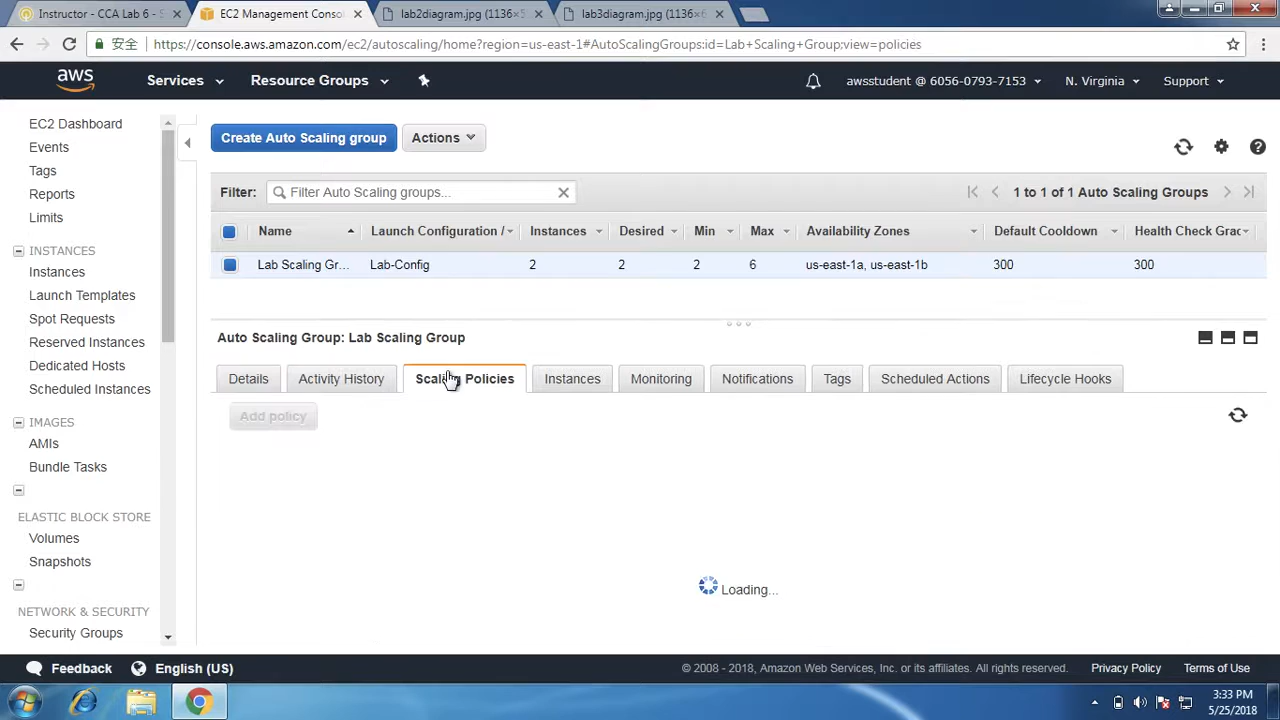 Instructor - CCA Lab 6 - S
EC2 Management Conso
lab2diagram.jpg (1136×5
lab3diagram.jpg (1136×6
安全
https://console.aws.amazon.com/ec2/autoscaling/home?region=us-east-1#AutoScalingGroups:id=Lab+Scaling+Group;view=policies
aws
Services
Resource Groups
awsstudent @ 6056-0793-7153
N. Virginia
Support
EC2 Dashboard
Events
Tags
Reports
Limits
INSTANCES
Instances
Launch Templates
Spot Requests
Reserved Instances
Dedicated Hosts
Scheduled Instances
IMAGES
AMIs
Bundle Tasks
ELASTIC BLOCK STORE
Volumes
Snapshots
NETWORK & SECURITY
Security Groups
Create Auto Scaling group
Actions
Filter:
Filter Auto Scaling groups...
1 to 1 of 1 Auto Scaling Groups
Name
Launch Configuration /
Instances
Desired
Min
Max
Availability Zones
Default Cooldown
Health Check Grac
Lab Scaling Gr...
Lab-Config
2
2
2
6
us-east-1a, us-east-1b
300
300
Auto Scaling Group: Lab Scaling Group
Details
Activity History
Scaling Policies
Instances
Monitoring
Notifications
Tags
Scheduled Actions
Lifecycle Hooks
Add policy
Loading...
Feedback
English (US)
© 2008 - 2018, Amazon Web Services, Inc. or its affiliates. All rights reserved.
Privacy Policy
Terms of Use
3:33 PM
5/25/2018